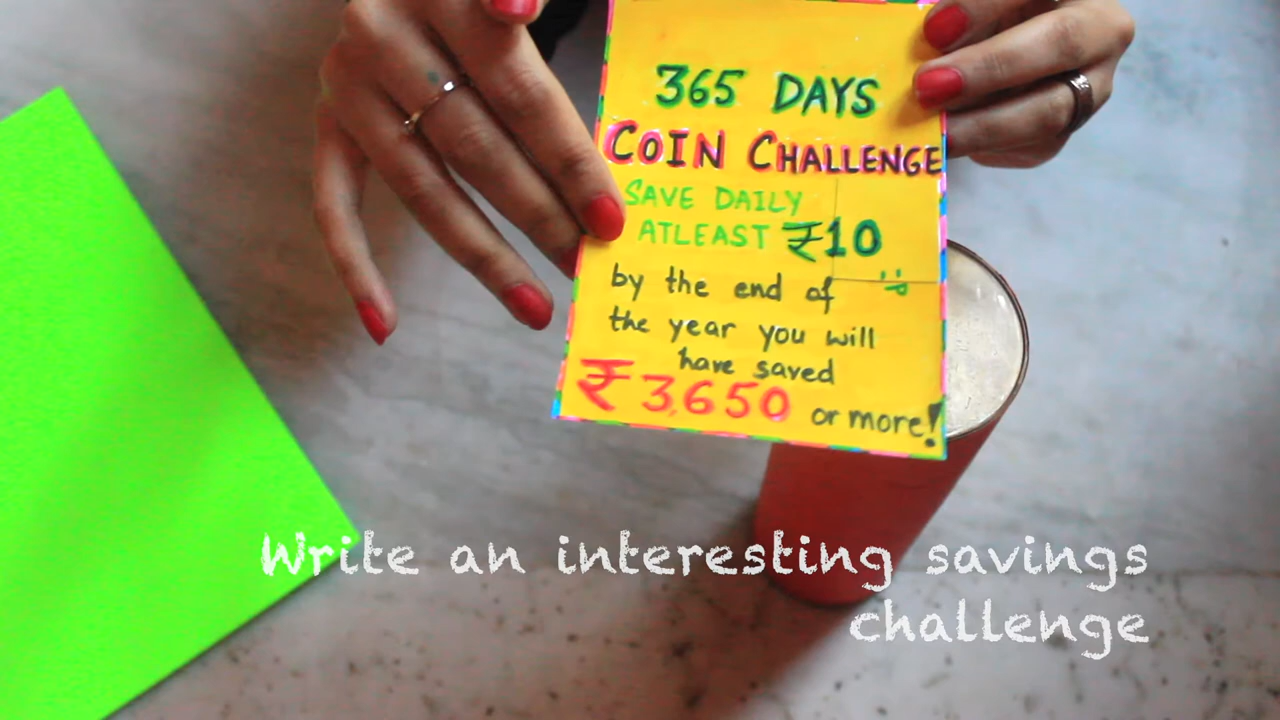 365 DAYS
COIN CHALLENGE
SAVE DAILY
ATLEAST ₹10
by the end of
the year you will
have saved
₹3,650 or more!
Write an interesting savings
challenge